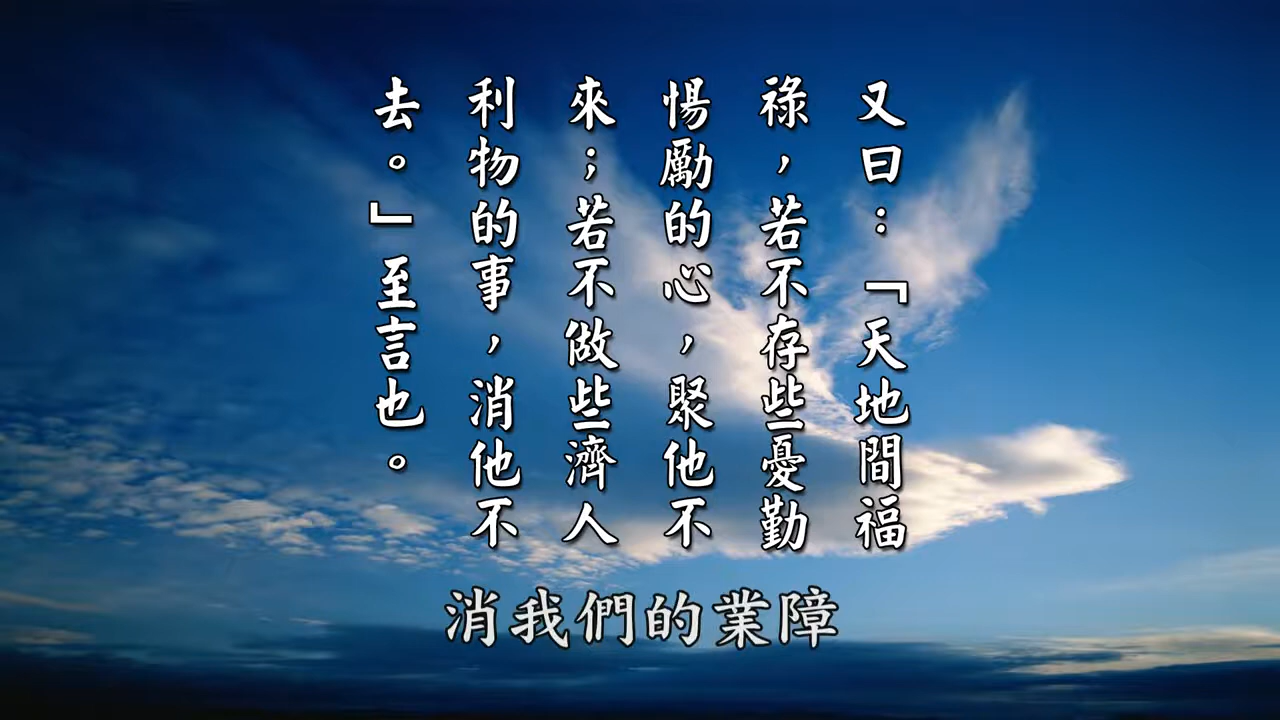 又曰：「天地間福
祿，若不存些憂勤
惕勵的心，聚他不
來；若不做些濟人
利物的事，消他不
去。」至言也。
消我們的業障